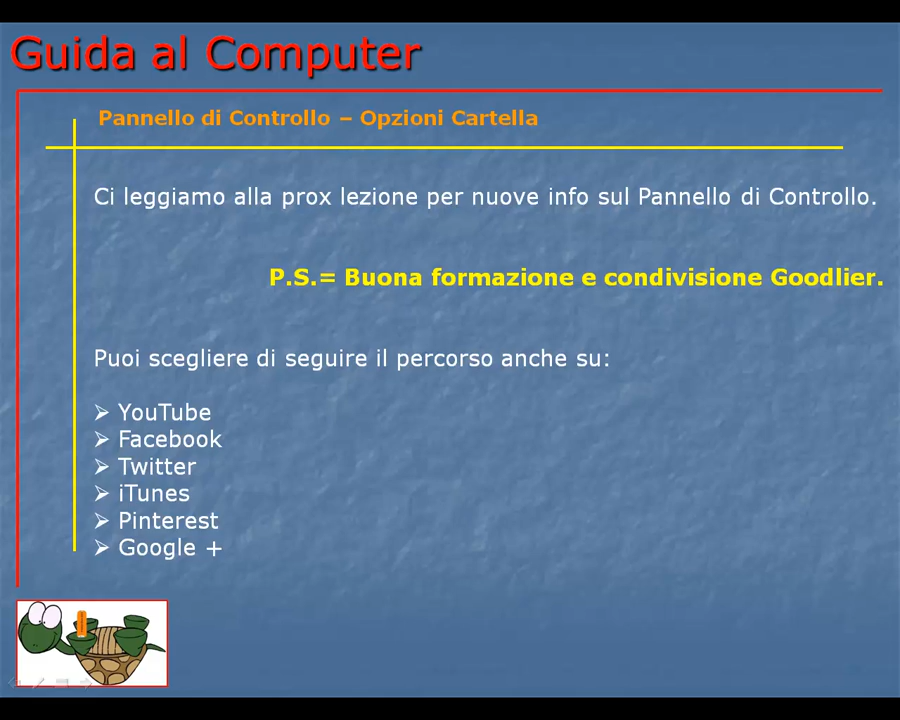 Guida al Computer
Pannello di Controllo – Opzioni Cartella
Ci leggiamo alla prox lezione per nuove info sul Pannello di Controllo.
P.S.= Buona formazione e condivisione Goodlier.
Puoi scegliere di seguire il percorso anche su:
➢ YouTube
➢ Facebook
➢ Twitter
➢ iTunes
➢ Pinterest
➢ Google +